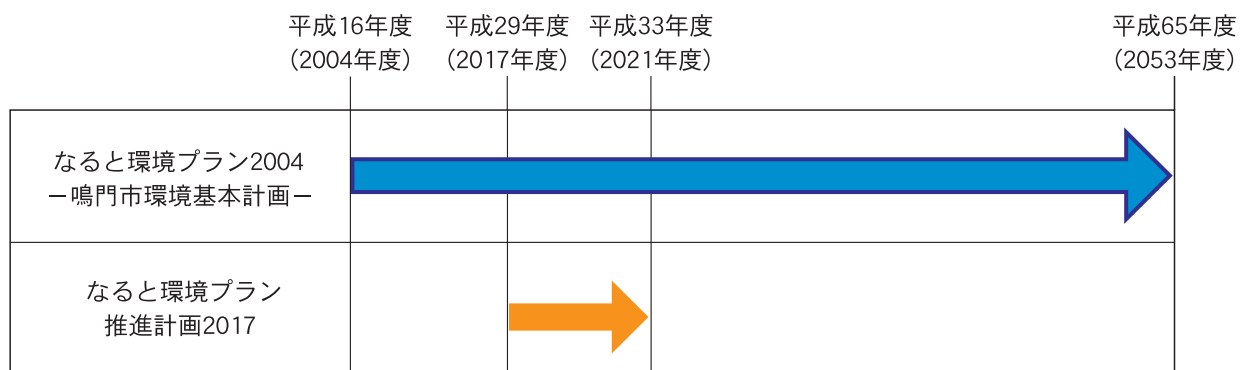 平成16年度
（2004年度）
平成29年度
（2017年度）
平成33年度
（2021年度）
平成65年度
（2053年度）
なると環境プラン2004
－鳴門市環境基本計画－
なると環境プラン
推進計画2017